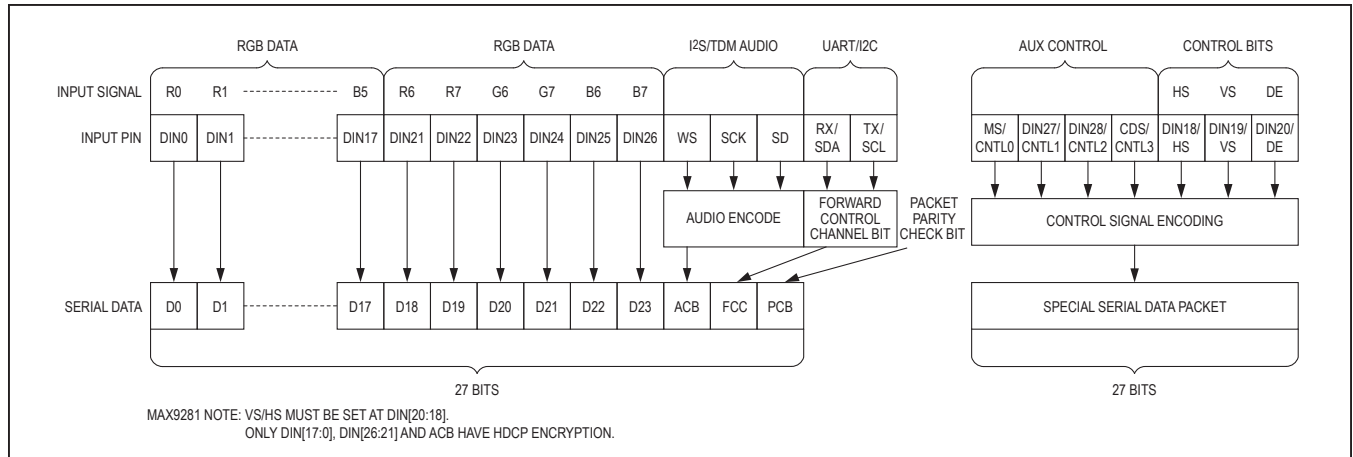 RGB DATA RGB DATA I2S/TDM AUDIO UART/I2C AUX CONTROL CONTROL BITS
INPUT SIGNAL R0 R1 B5 R6 R7 G6 G7 B6 B7 HS VS DE
INPUT PIN DIN0 DIN1 DIN17 DIN21 DIN22 DIN23 DIN24 DIN25 DIN26 WS SCK SD RX/ TX/ MS/ DIN27/ DIN28/ CDS/ DIN18/ DIN19/ DIN20/
SDA SCL CNTL0 CNTL1 CNTL2 CNTL3 HS VS DE
AUDIO ENCODE
FORWARD
CONTROL
CHANNEL BIT
PACKET
PARITY
CHECK BIT
CONTROL SIGNAL ENCODING
SERIAL DATA D0 D1 D17 D18 D19 D20 D21 D22 D23 ACB FCC PCB SPECIAL SERIAL DATA PACKET
27 BITS 27 BITS
MAX9281 NOTE: VS/HS MUST BE SET AT DIN[20:18].
ONLY DIN[17:0], DIN[26:21] AND ACB HAVE HDCP ENCRYPTION.